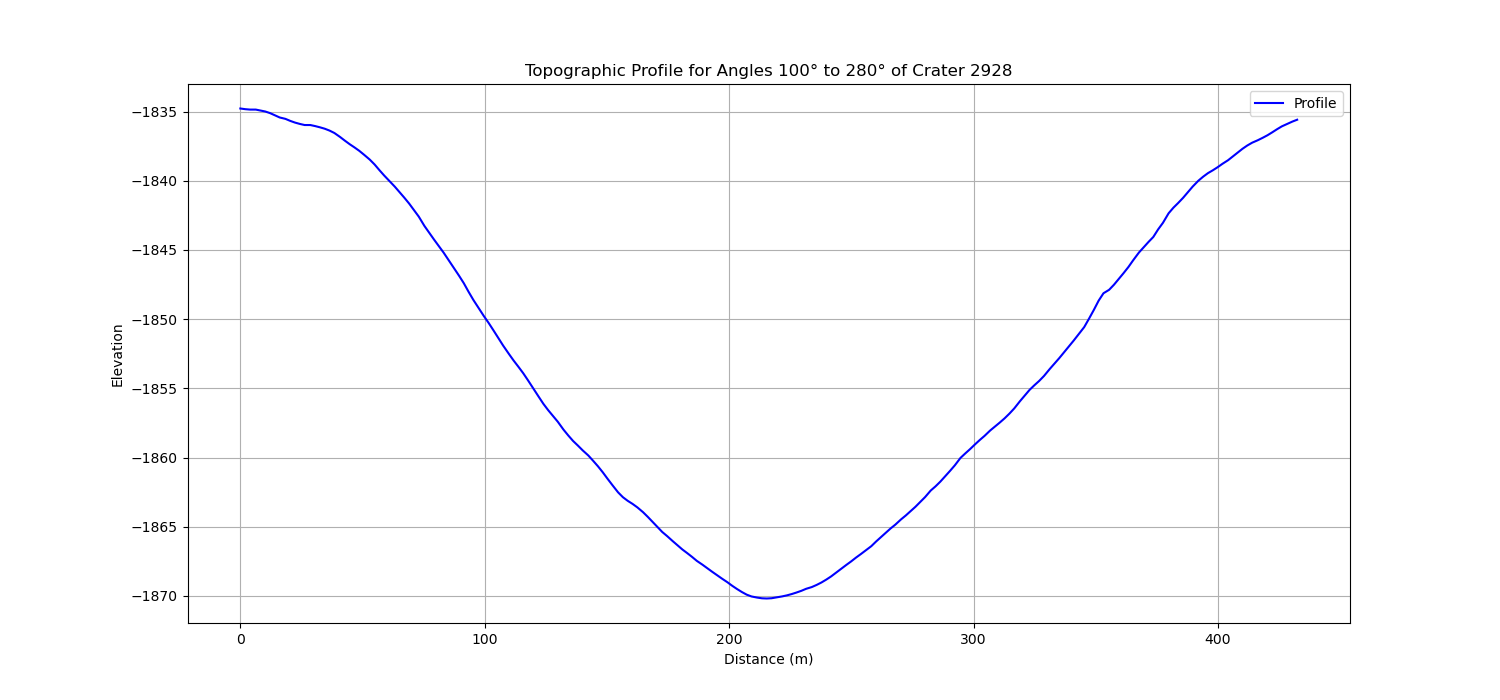 Topographic Profile for Angles 100° to 280° of Crater 2928
Profile
−1835
−1840
−1845
−1850
−1855
−1860
−1865
−1870
Elevation
0 100 200 300 400
Distance (m)